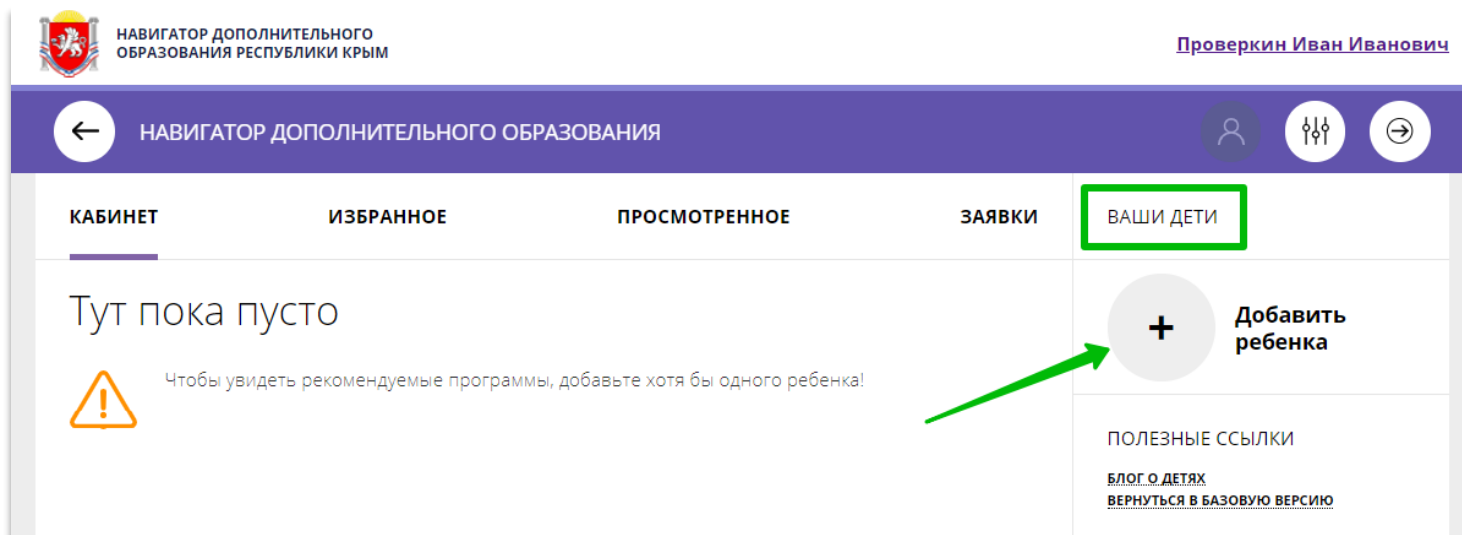 НАВИГАТОР ДОПОЛНИТЕЛЬНОГО
ОБРАЗОВАНИЯ РЕСПУБЛИКИ КРЫМ
Проверкин Иван Иванович
НАВИГАТОР ДОПОЛНИТЕЛЬНОГО ОБРАЗОВАНИЯ
КАБИНЕТ
ИЗБРАННОЕ
ПРОСМОТРЕННОЕ
ЗАЯВКИ
ВАШИ ДЕТИ
Тут пока пусто
Чтобы увидеть рекомендуемые программы, добавьте хотя бы одного ребенка!
Добавить
ребенка
ПОЛЕЗНЫЕ ССЫЛКИ
БЛОГ О ДЕТЯХ
ВЕРНУТЬСЯ В БАЗОВУЮ ВЕРСИЮ